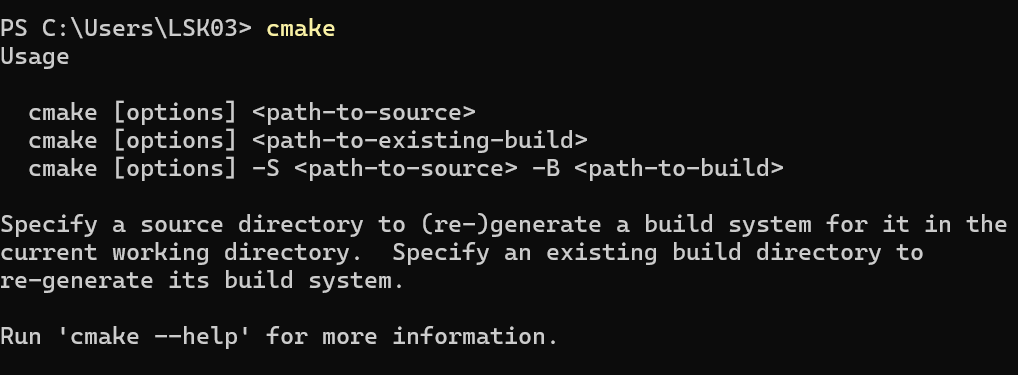 PS C:\Users\LSK03> cmake
Usage
cmake [options] <path-to-source>
cmake [options] <path-to-existing-build>
cmake [options] -S <path-to-source> -B <path-to-build>
Specify a source directory to (re-)generate a build system for it in the
current working directory.  Specify an existing build directory to
re-generate its build system.
Run 'cmake --help' for more information.